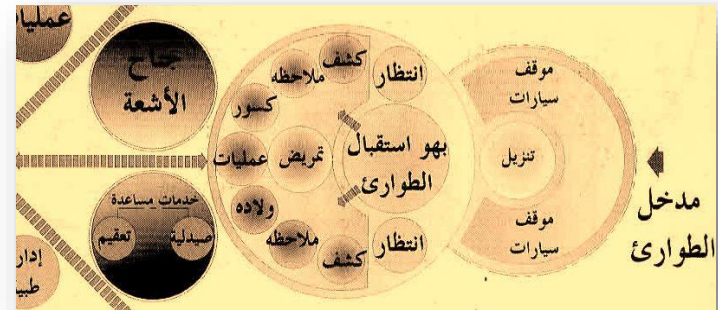 مدخل
الطوارئ
موقف
سيارات
تنزيل
موقف
سيارات
انتظار
بهو استقبال
الطوارئ
انتظار
كشف
ملاحظه
كسور
عمليات
تمريض
ولاده
ملاحظه
كشف
جناح
الأشعة
خدمات مساعدة
صيدلية
تعقيم